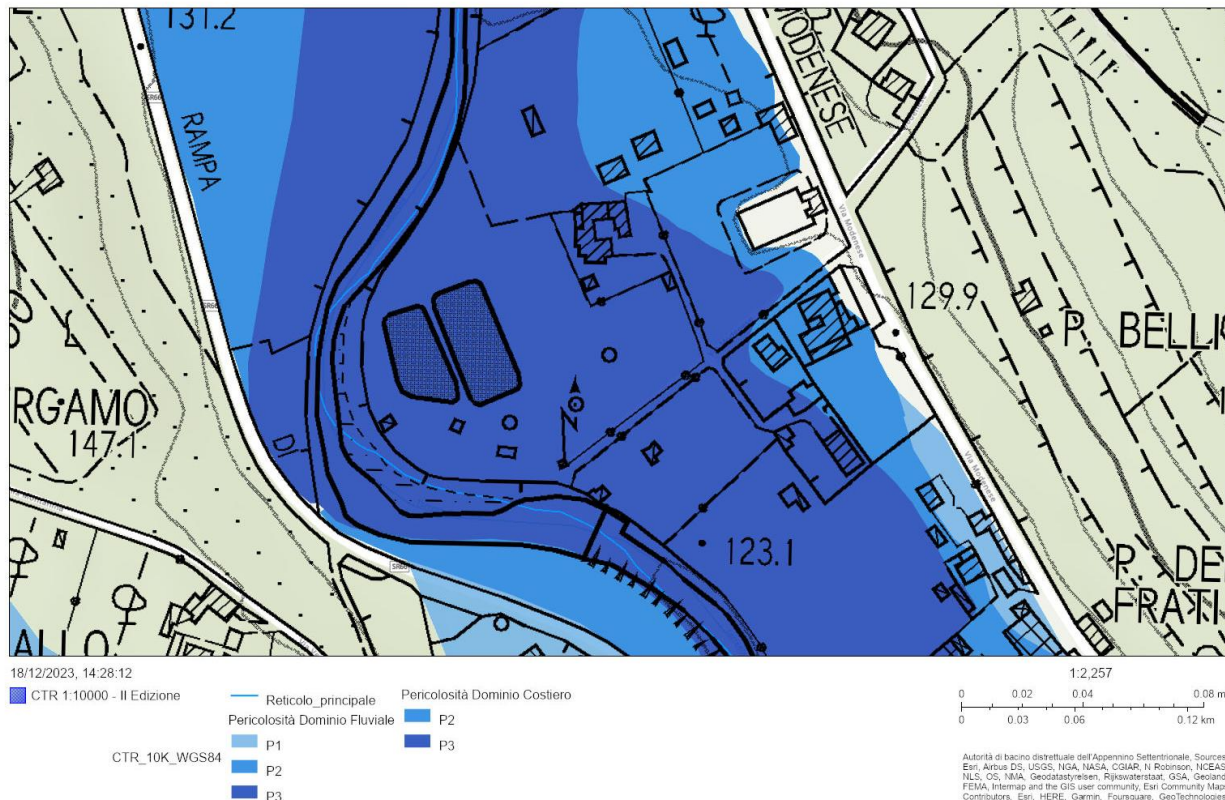 131.2
RAMPA
DI
MODENESE
SR66
SR66
Via Modenese
129.9
P. BELL
RGAMO
147.1
SR66
Via Modenese
123.1
P. DE
FRATI
ALLO
18/12/2023, 14:28:12
1:2,257
CTR 1:10000 - II Edizione
CTR_10K_WGS84
Reticolo_principale
Pericolosità Dominio Fluviale
P1
P2
P3
Pericolosità Dominio Costiero
P2
P3
0 0.02 0.04 0.08 m
0 0.03 0.06 0.12 km
Autorità di bacino distrettuale dell'Appennino Settentrionale, Sources
Esri, Airbus DS, USGS, NGA, NASA, CGIAR, N Robinson, NCEAS
NLS, OS, NMA, Geodatastyrelsen, Rijkswaterstaat, GSA, Geoland
FEMA, Intermap and the GIS user community, Esri Community Map
Contributors, Esri, HERE, Garmin, Foursquare, GeoTechnologies